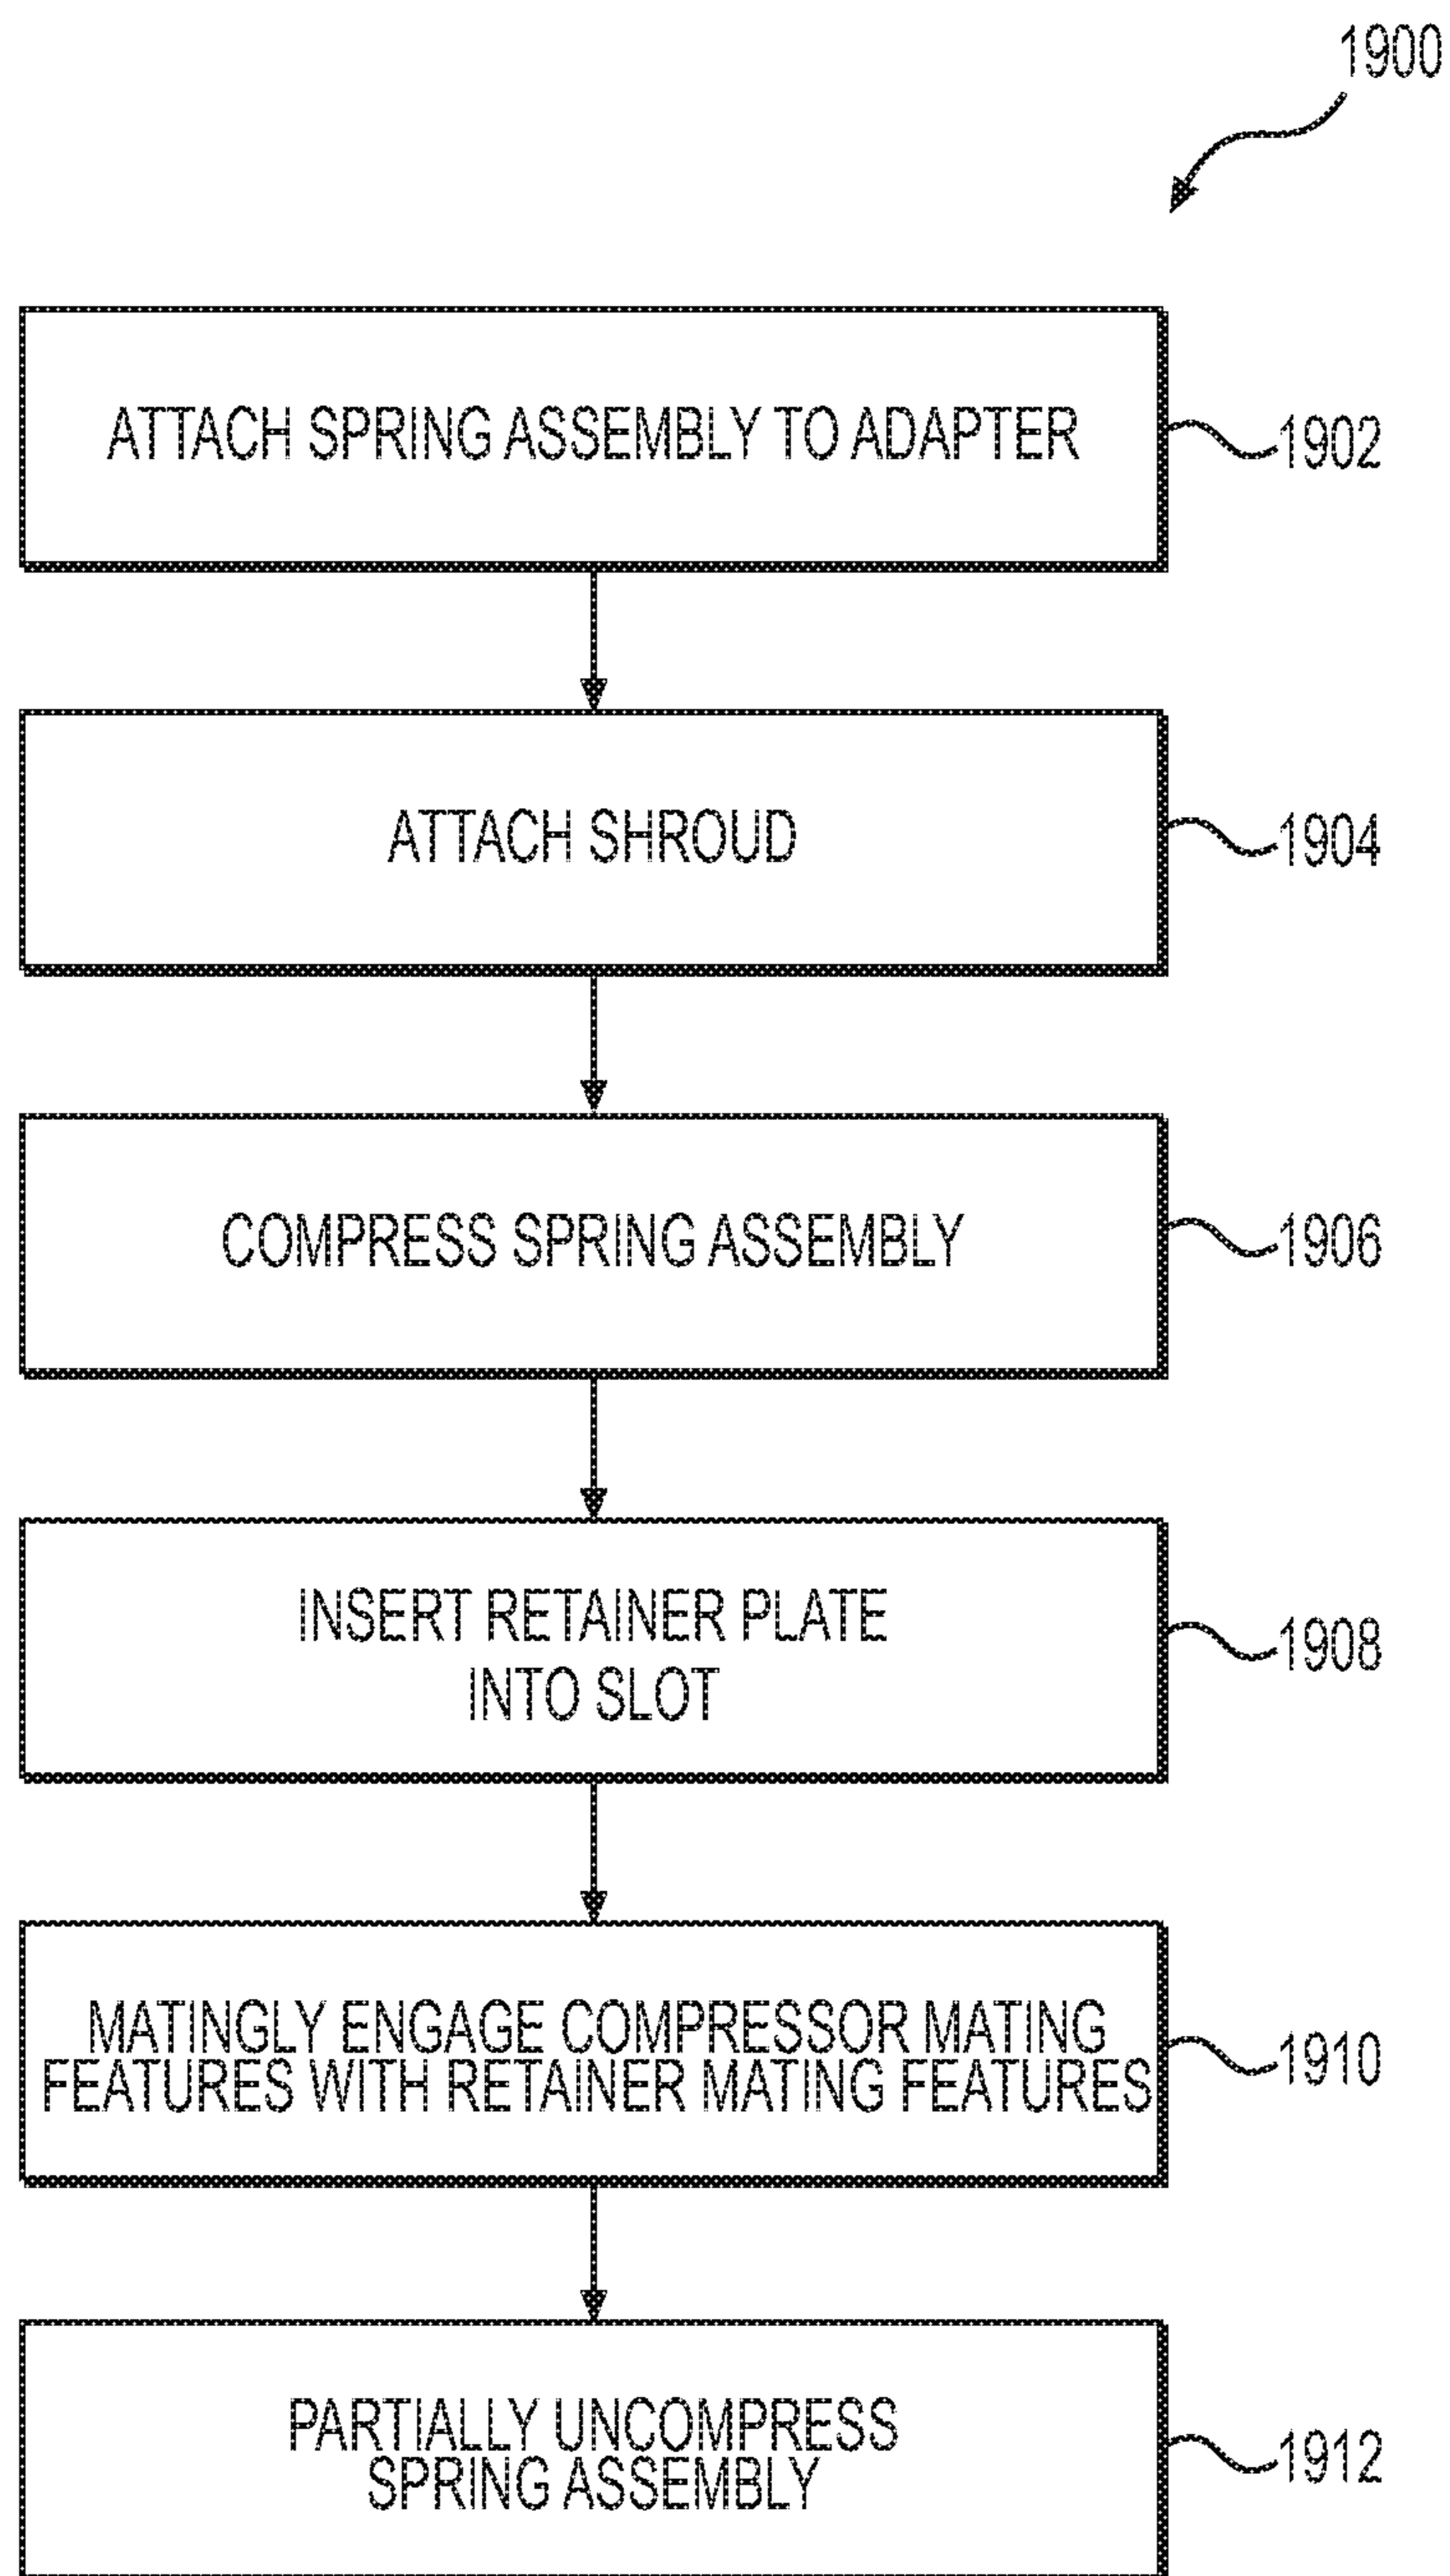 1900
ATTACH SPRING ASSEMBLY TO ADAPTER
1902
ATTACH SHROUD
1904
COMPRESS SPRING ASSEMBLY
1906
INSERT RETAINER PLATE
INTO SLOT
1908
MATINGLY ENGAGE COMPRESSOR MATING
FEATURES WITH RETAINER MATING FEATURES
1910
PARTIALLY UNCOMPRESS
SPRING ASSEMBLY
1912